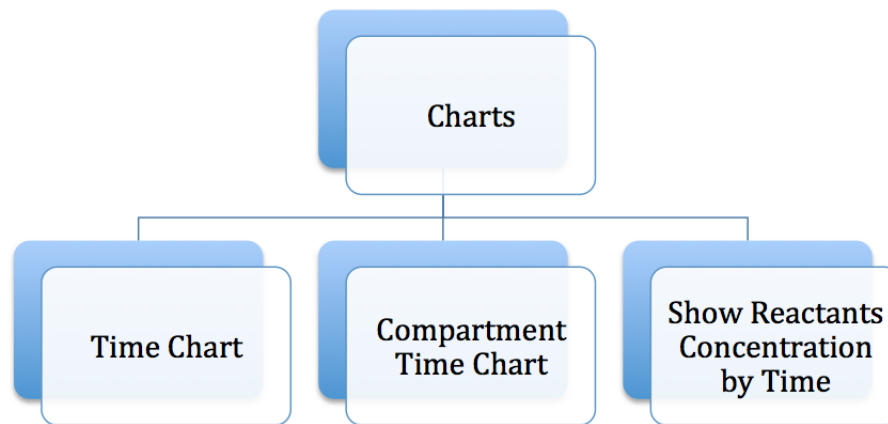 Charts
Time Chart
Compartment
Time Chart
Show Reactants
Concentration
by Time